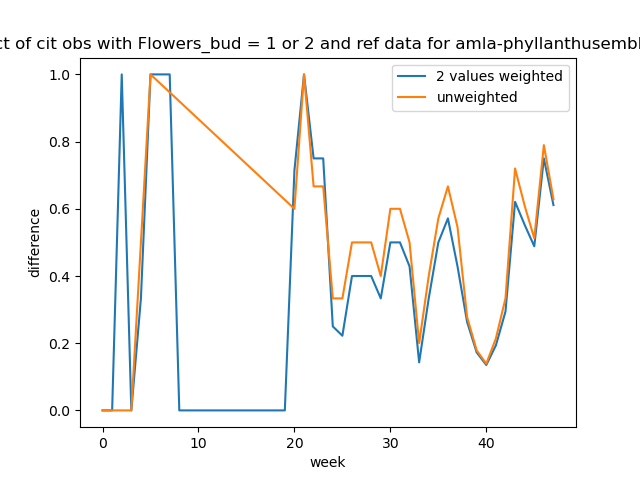 ct of cit obs with Flowers_bud = 1 or 2 and ref data for amla-phyllanthusembl
2 values weighted
unweighted
1.0
0.8
0.6
0.4
0.2
0.0
difference
0 10 20 30 40
week